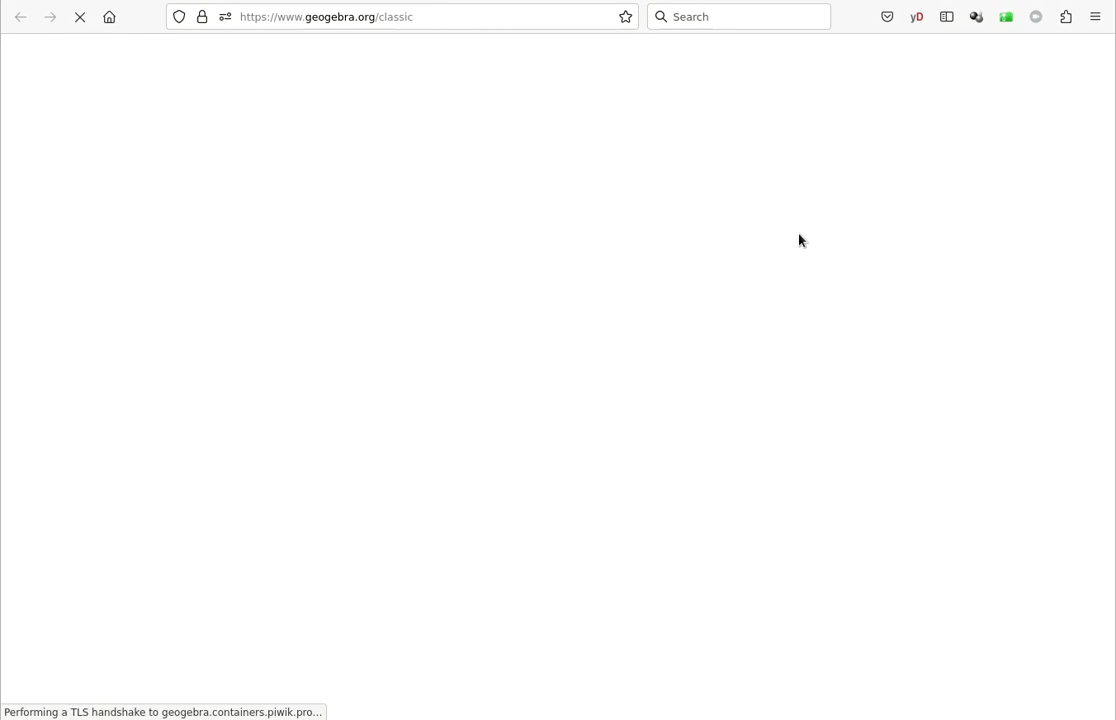 https://www.geogebra.org/classic
Search
yD
Performing a TLS handshake to geogebra.containers.piwik.pro...